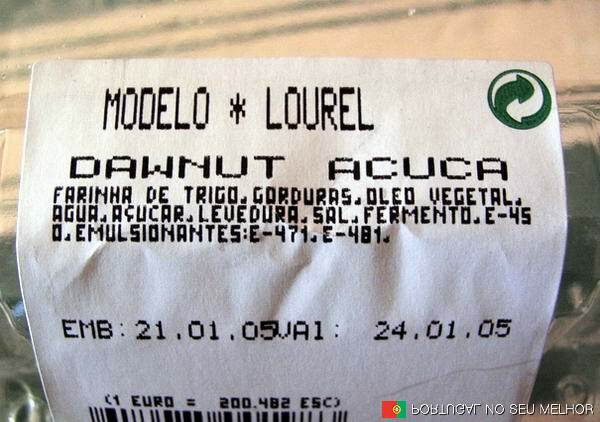 MODELO * LOUREL
DAWNUT ACUCA
FARINHA DE TRIGO,GORDURAS,OLEO VEGETAL,
AGUA,AÇUCAR,LEVEDURA,SAL,FERMENTO,E-45
0,EMULSIONANTES:E-471,E-481.
EMB:21.01.05VAl: 24.01.05
(1 EURO = 200.482 ESC)
PORTUGAL NO SEU MELHOR